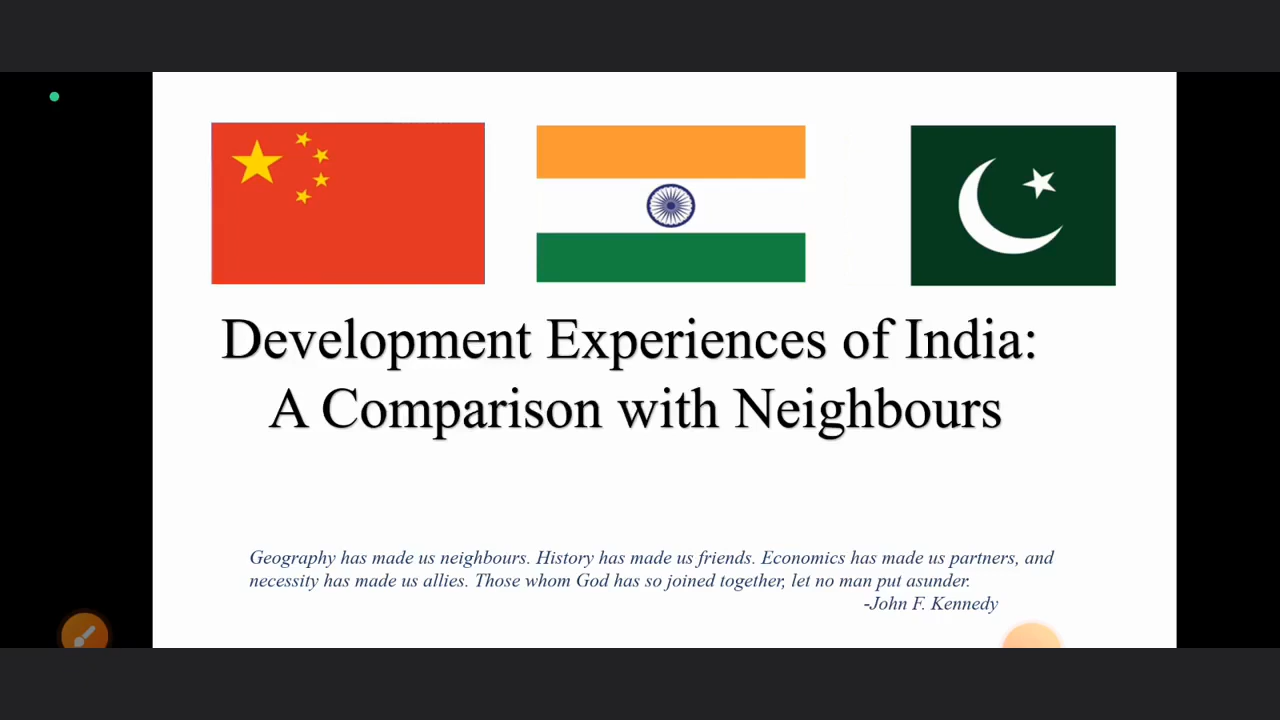 Development Experiences of India:
A Comparison with Neighbours
Geography has made us neighbours. History has made us friends. Economics has made us partners, and
necessity has made us allies. Those whom God has so joined together, let no man put asunder.
-John F. Kennedy